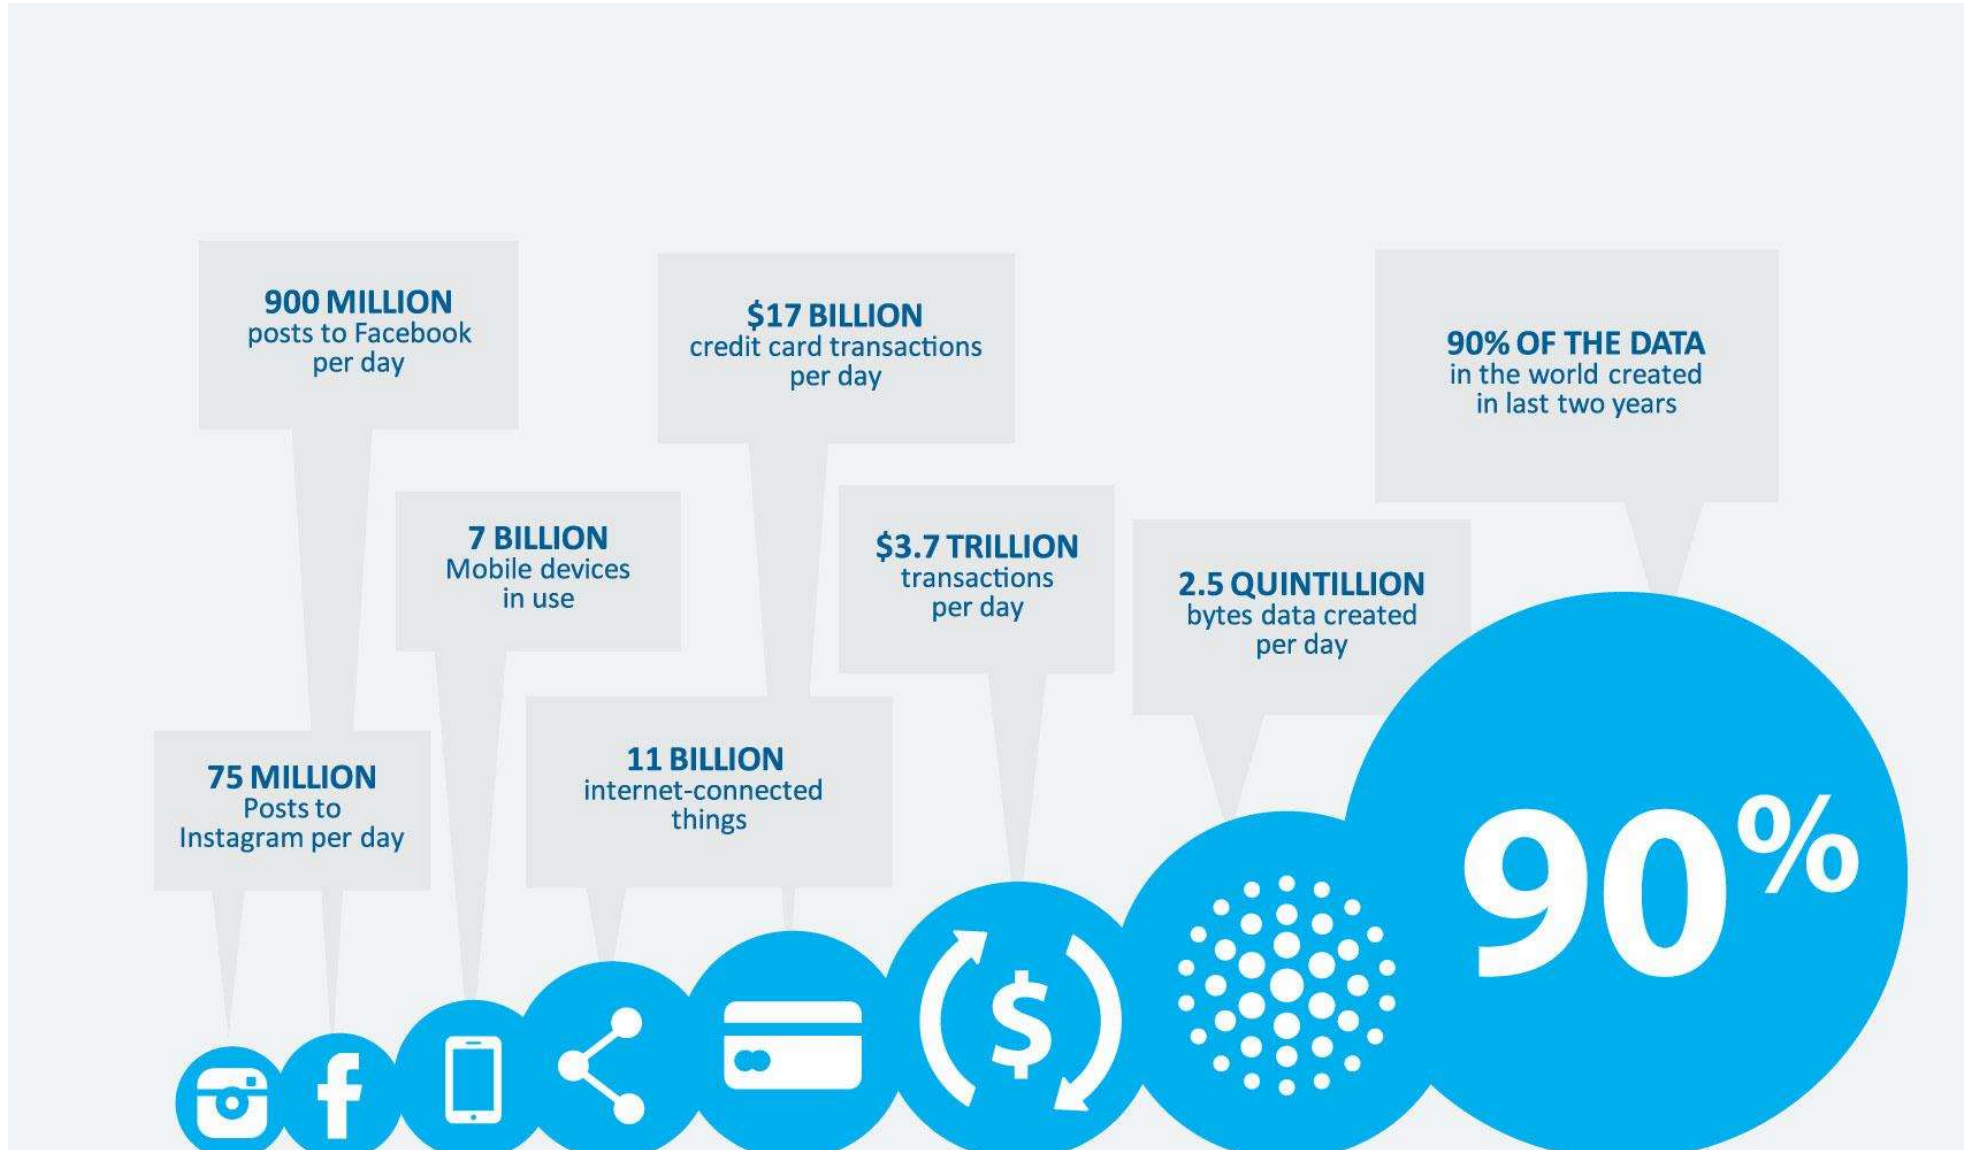 900 MILLION
posts to Facebook
per day
$17 BILLION
credit card transactions
per day
90% OF THE DATA
in the world created
in last two years
7 BILLION
Mobile devices
in use
$3.7 TRILLION
transactions
per day
2.5 QUINTILLION
bytes data created
per day
75 MILLION
Posts to
Instagram per day
11 BILLION
internet-connected
things
$
90%